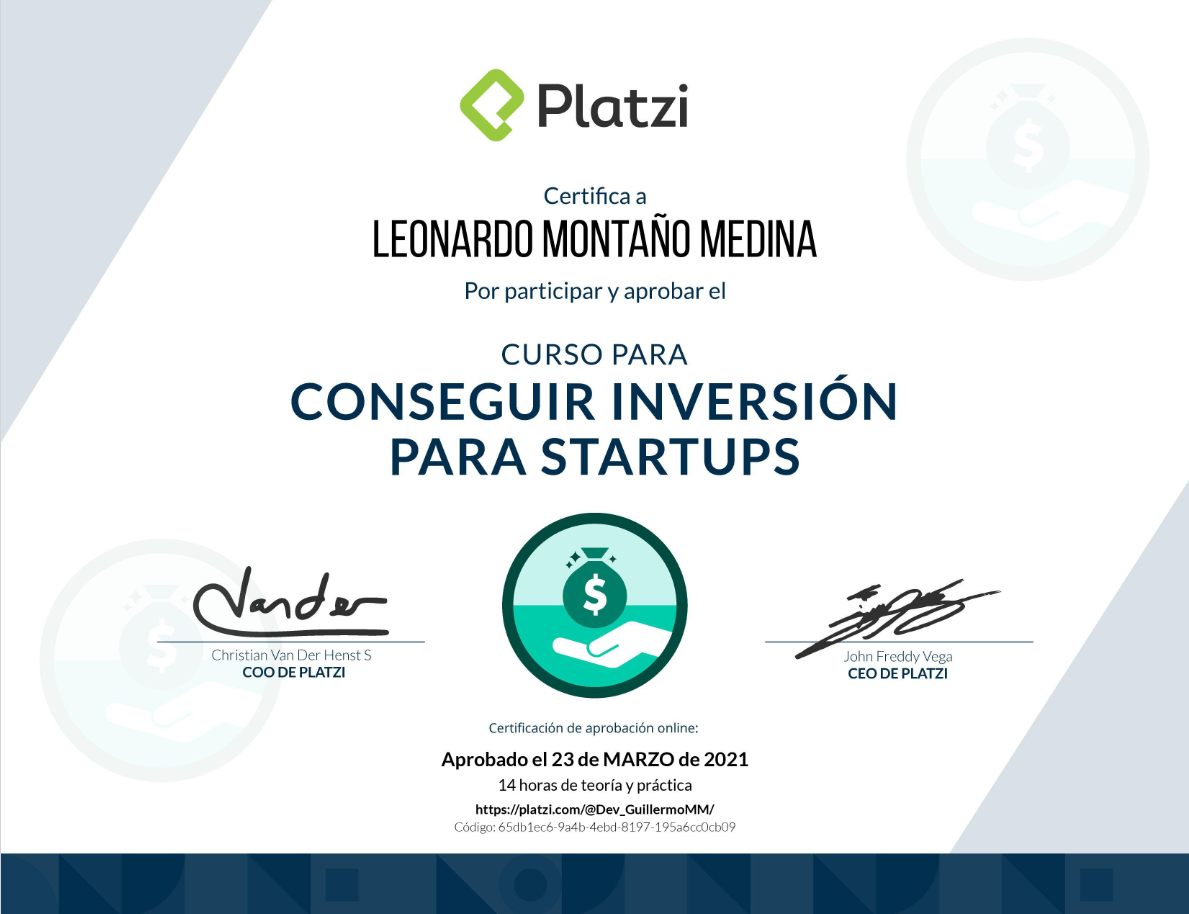 Platzi
Certifica a
LEONARDO MONTAÑO MEDINA
Por participar y aprobar el
CURSO PARA
CONSEGUIR INVERSIÓN
PARA STARTUPS
Vander
Christian Van Der Henst S
COO DE PLATZI
John Freddy Vega
CEO DE PLATZI
Certificación de aprobación online:
Aprobado el 23 de MARZO de 2021
14 horas de teoría y práctica
https://platzi.com/@Dev_GuillermoMM/
Código: 65db1ec6-9a4b-4ebd-8197-195a6cc0cb09